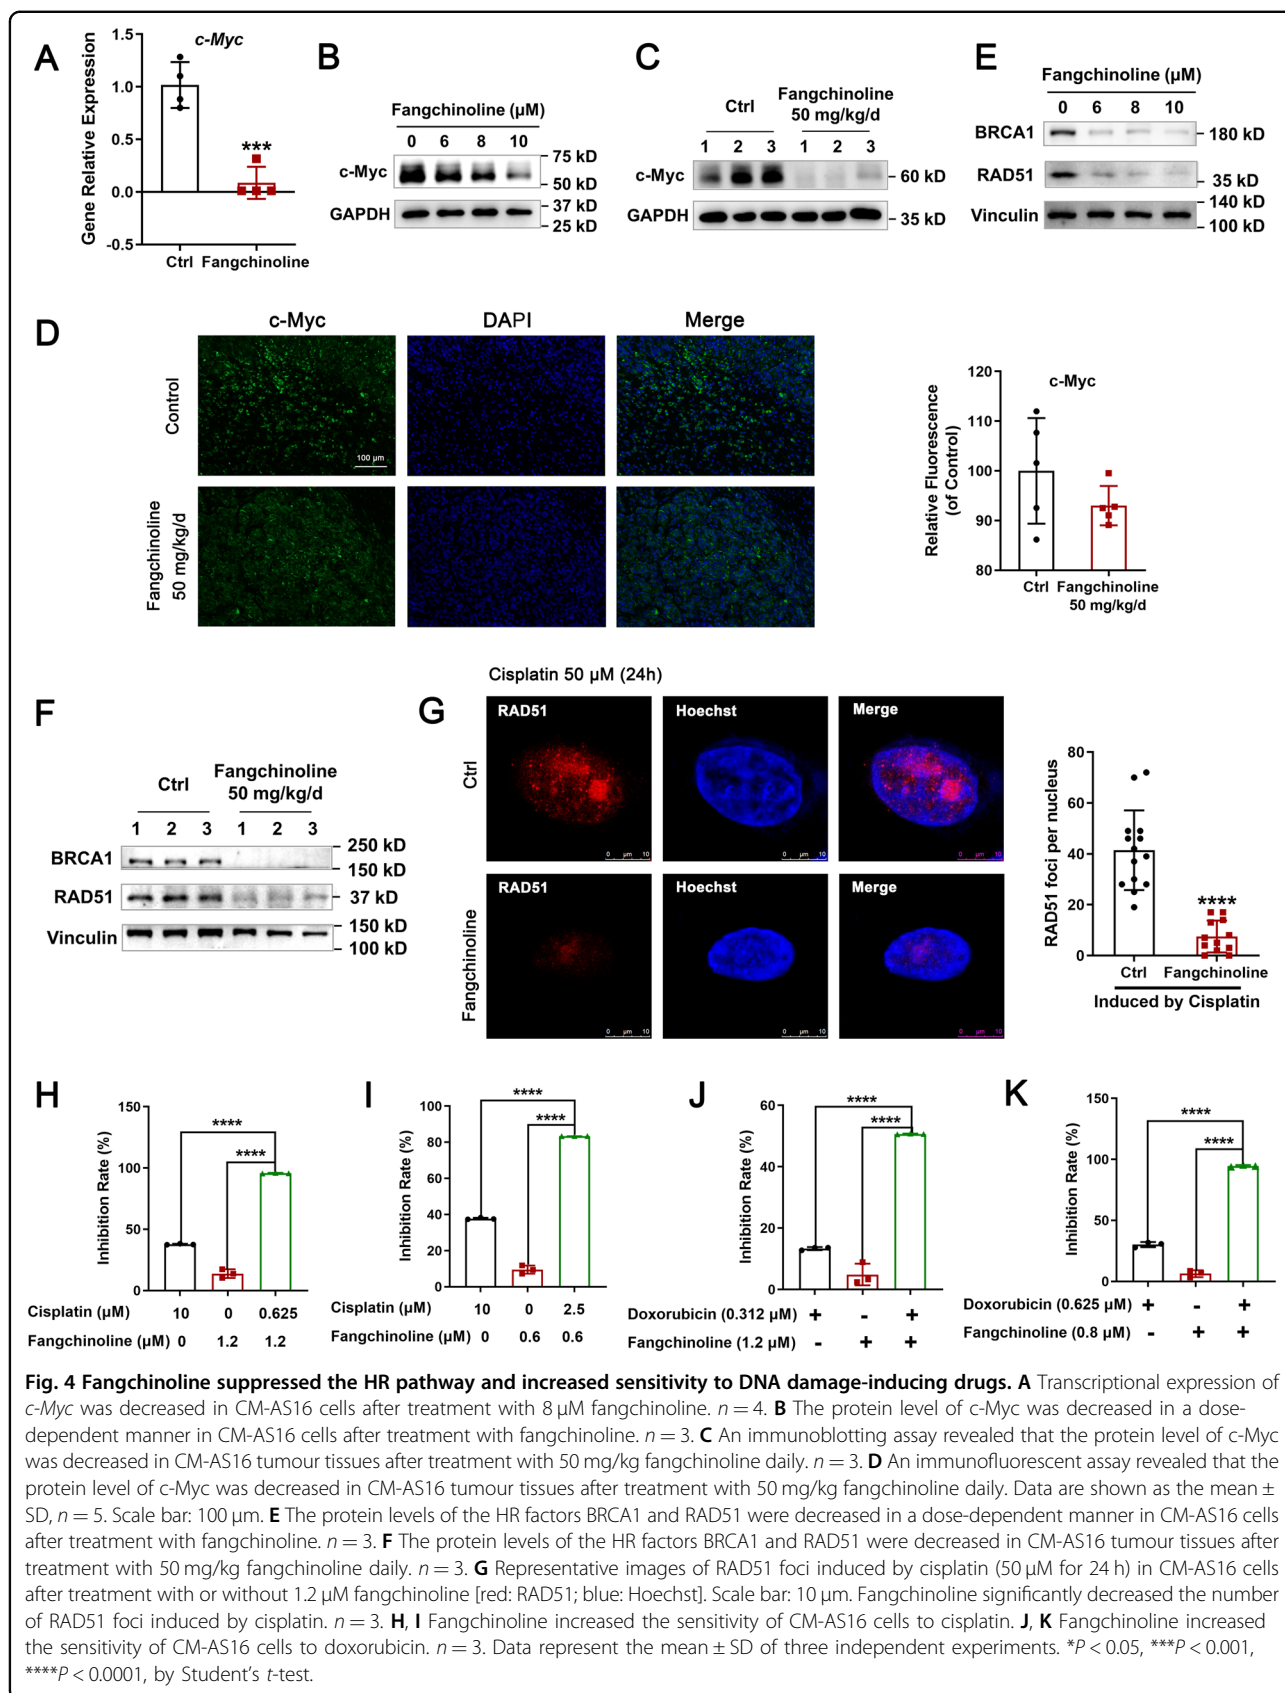 A
c-Myc
Gene Relative Expression
1.5
1.0
0.5
0.0
-0.5
***
Ctrl Fangchinoline
B
Fangchinoline (µM)
0 6 8 10
c-Myc
GAPDH
75 kD
50 kD
37 kD
25 kD
C
Ctrl
Fangchinoline
50 mg/kg/d
1 2 3 1 2 3
c-Myc
GAPDH
60 kD
35 kD
E
Fangchinoline (µM)
0 6 8 10
BRCA1
RAD51
Vinculin
180 kD
35 kD
140 kD
100 kD
D
c-Myc DAPI Merge
Control
100 µm
Fangchinoline
50 mg/kg/d
c-Myc
Relative Fluorescence
(of Control)
120
110
100
90
80
Ctrl Fangchinoline
50 mg/kg/d
F
Ctrl
Fangchinoline
50 mg/kg/d
1 2 3 1 2 3
BRCA1
RAD51
Vinculin
250 kD
150 kD
37 kD
150 kD
100 kD
G
Cisplatin 50 µM (24h)
Ctrl
RAD51 Hoechst Merge
0 µm 10
0 µm 10
0 µm 10
Fangchinoline
RAD51 Hoechst Merge
0 µm 10
0 µm 10
0 µm 10
RAD51 foci per nucleus
80
60
40
20
0
****
Ctrl Fangchinoline
Induced by Cisplatin
H
Inhibition Rate (%)
150
100
50
0
****
****
Cisplatin (µM) 10 0 0.625
Fangchinoline (µM) 0 1.2 1.2
I
Inhibition Rate (%)
100
80
60
40
20
0
****
****
Cisplatin (µM) 10 0 2.5
Fangchinoline (µM) 0 0.6 0.6
J
Inhibition Rate (%)
60
40
20
0
****
****
Doxorubicin (0.312 µM) + - +
Fangchinoline (1.2 µM) - + +
K
Inhibition Rate (%)
150
100
50
0
****
****
Doxorubicin (0.625 µM) + - +
Fangchinoline (0.8 µM) - + +
Fig. 4 Fangchinoline suppressed the HR pathway and increased sensitivity to DNA damage-inducing drugs. A Transcriptional expression of
c-Myc was decreased in CM-AS16 cells after treatment with 8 µM fangchinoline. n = 4. B The protein level of c-Myc was decreased in a dose-
dependent manner in CM-AS16 cells after treatment with fangchinoline. n = 3. C An immunoblotting assay revealed that the protein level of c-Myc
was decreased in CM-AS16 tumour tissues after treatment with 50 mg/kg fangchinoline daily. n = 3. D An immunofluorescent assay revealed that the
protein level of c-Myc was decreased in CM-AS16 tumour tissues after treatment with 50 mg/kg fangchinoline daily. Data are shown as the mean ±
SD, n = 5. Scale bar: 100 µm. E The protein levels of the HR factors BRCA1 and RAD51 were decreased in a dose-dependent manner in CM-AS16 cells
after treatment with fangchinoline. n = 3. F The protein levels of the HR factors BRCA1 and RAD51 were decreased in CM-AS16 tumour tissues after
treatment with 50 mg/kg fangchinoline daily. n = 3. G Representative images of RAD51 foci induced by cisplatin (50 µM for 24 h) in CM-AS16 cells
after treatment with or without 1.2 µM fangchinoline [red: RAD51; blue: Hoechst]. Scale bar: 10 µm. Fangchinoline significantly decreased the number
of RAD51 foci induced by cisplatin. n = 3. H, I Fangchinoline increased the sensitivity of CM-AS16 cells to cisplatin. J, K Fangchinoline increased
the sensitivity of CM-AS16 cells to doxorubicin. n = 3. Data represent the mean ± SD of three independent experiments. *P < 0.05, ***P < 0.001,
****P < 0.0001, by Student's t-test.